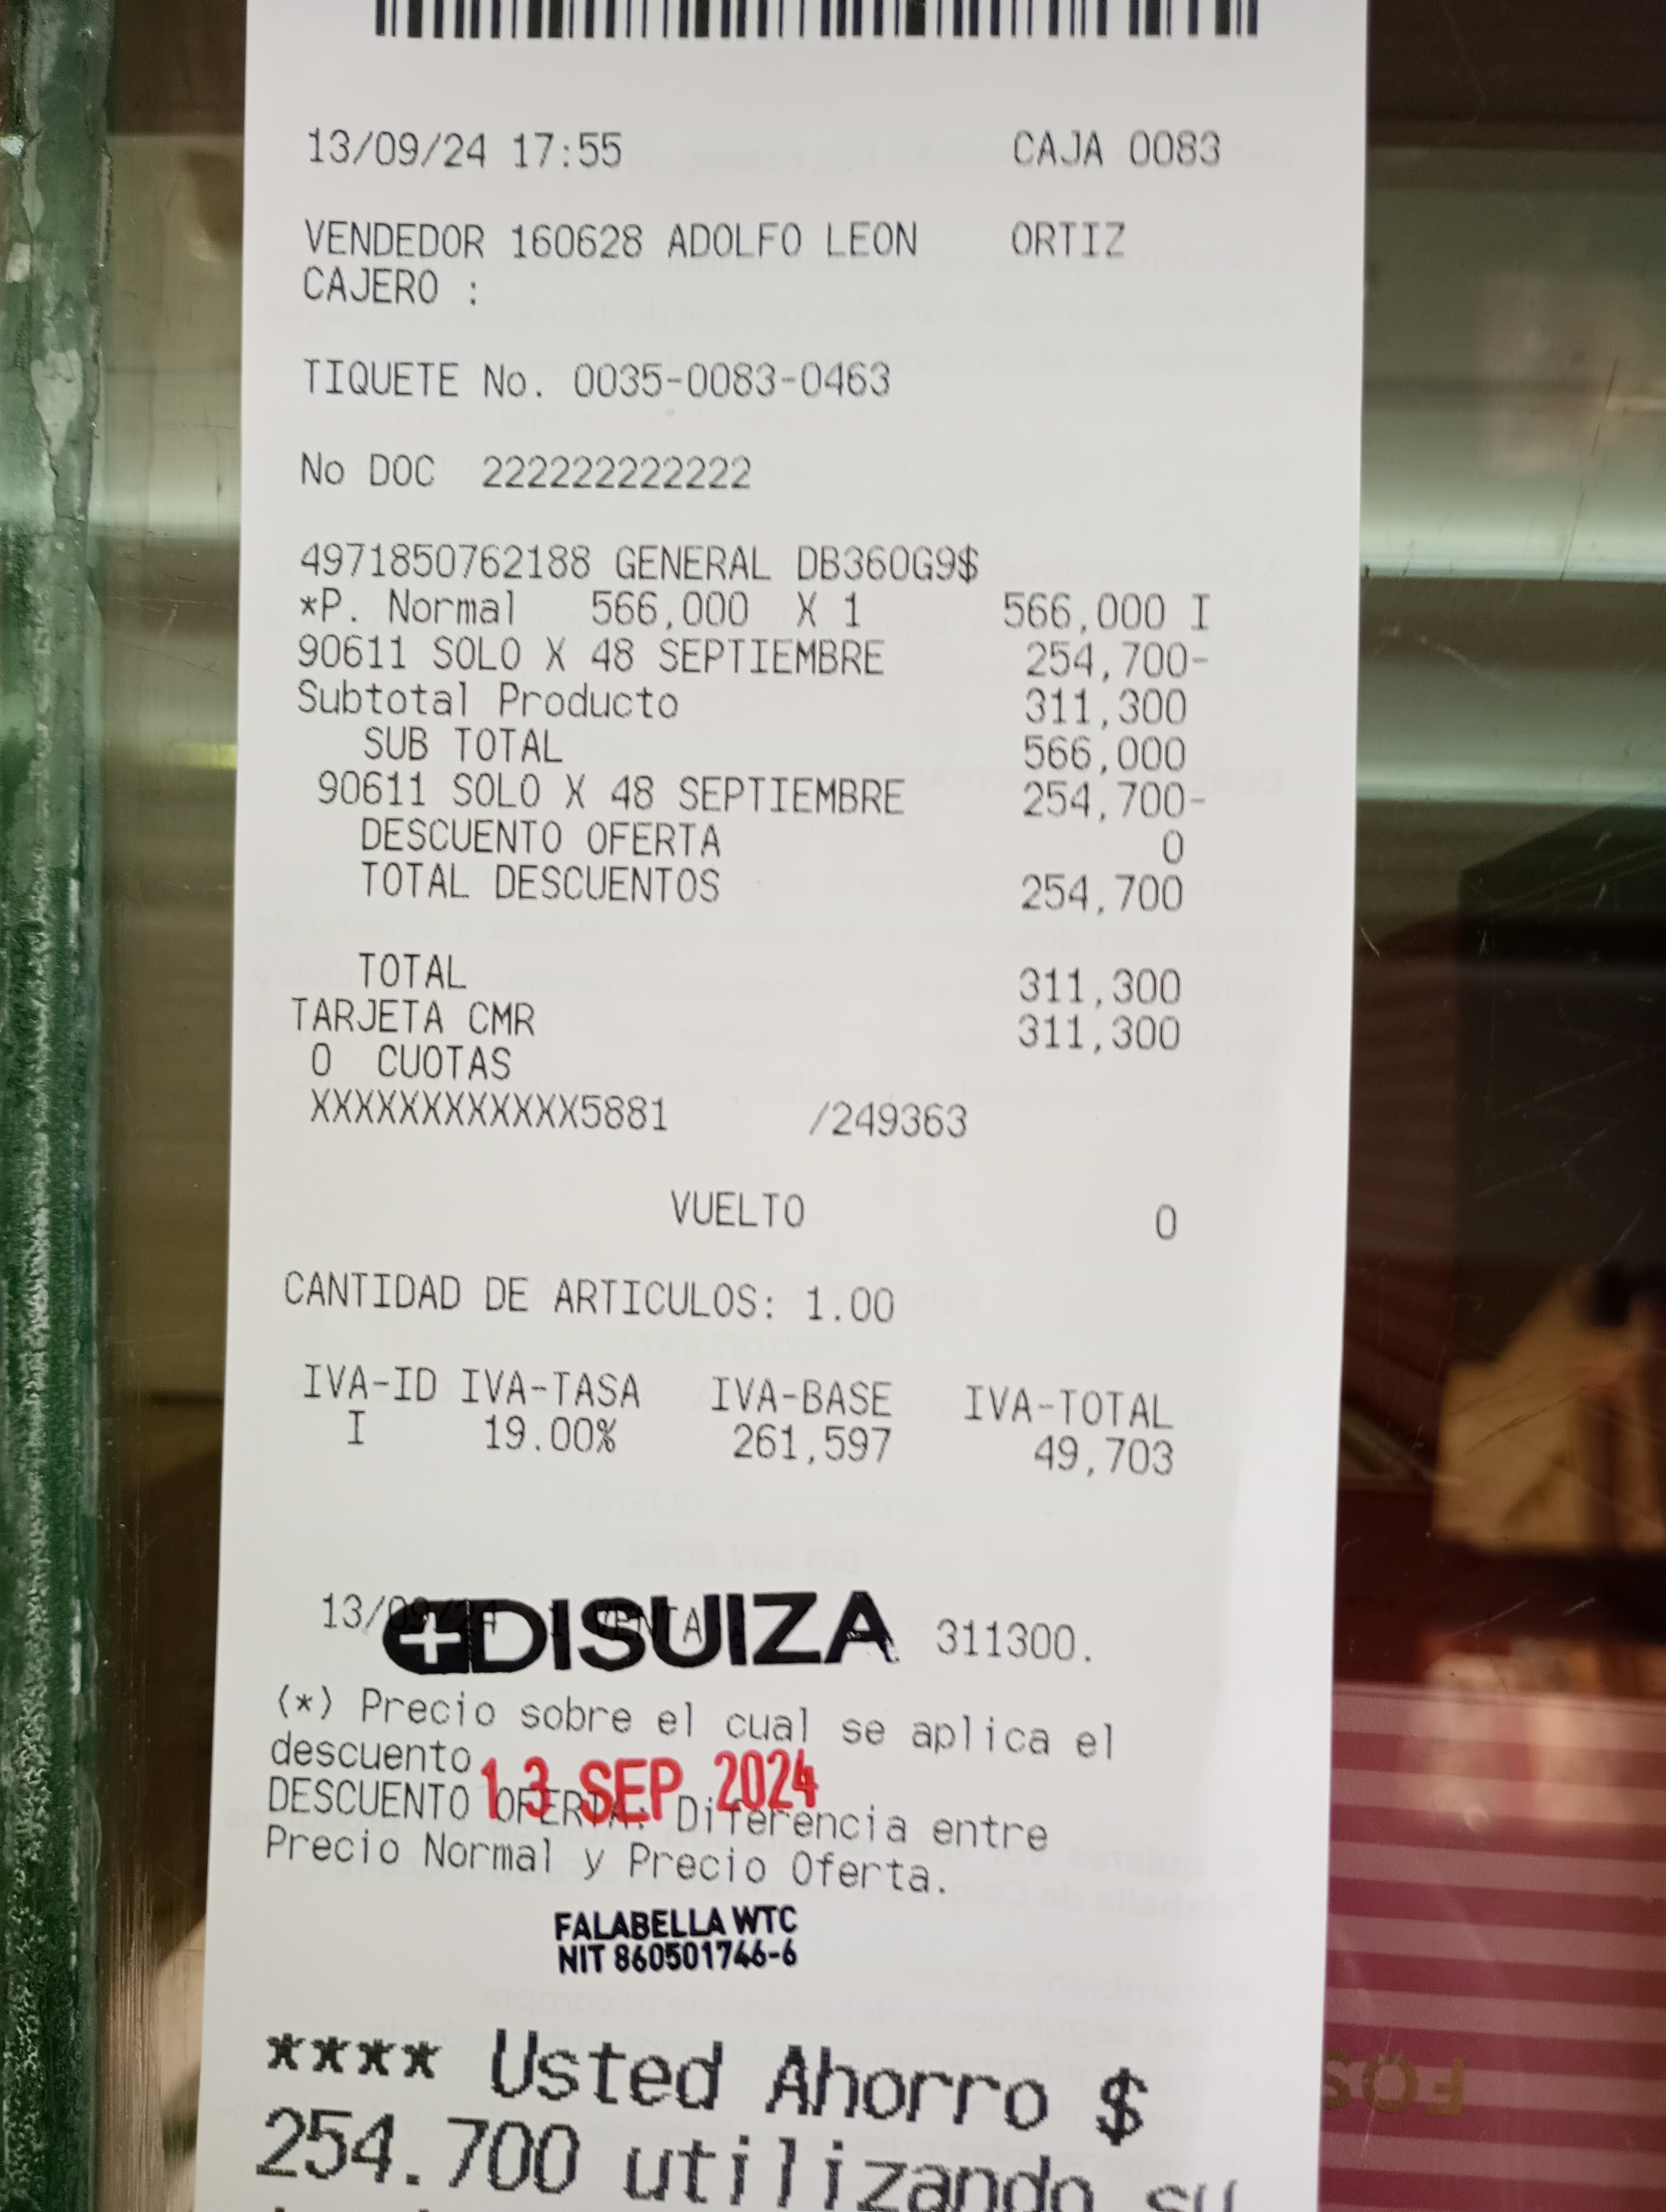 13/09/24 17:55 CAJA 0083
VENDEDOR 160628 ADOLFO LEON ORTIZ
CAJERO :
TIQUETE No. 0035-0083-0463
No DOC 222222222222
4971850762188 GENERAL DB360G9$
*P. Normal 566,000 X 1 566,000 I
90611 SOLO X 48 SEPTIEMBRE 254,700-
Subtotal Producto 311,300
SUB TOTAL 566,000
90611 SOLO X 48 SEPTIEMBRE 254,700-
DESCUENTO OFERTA 0
TOTAL DESCUENTOS 254,700
TOTAL 311,300
TARJETA CMR 311,300
0 CUOTAS
XXXXXXXXXXXX5881 /249363
VUELTO 0
CANTIDAD DE ARTICULOS: 1.00
IVA-ID IVA-TASA IVA-BASE IVA-TOTAL
I 19.00% 261,597 49,703
13/09/24 VENTA 311300.
DISUIZA
(*) Precio sobre el cual se aplica el
descuento
13 SEP 2024
DESCUENTO OFERTA: Diferencia entre
Precio Normal y Precio Oferta.
FALABELLA WTC
NIT 860501746-6
**** Usted Ahorro $
254.700 utilizando su